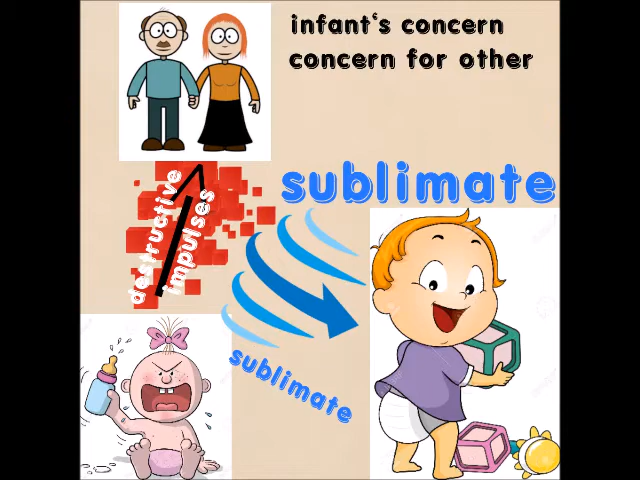 infant's concern
concern for other
sublimate
destructive
impulses
sublimate